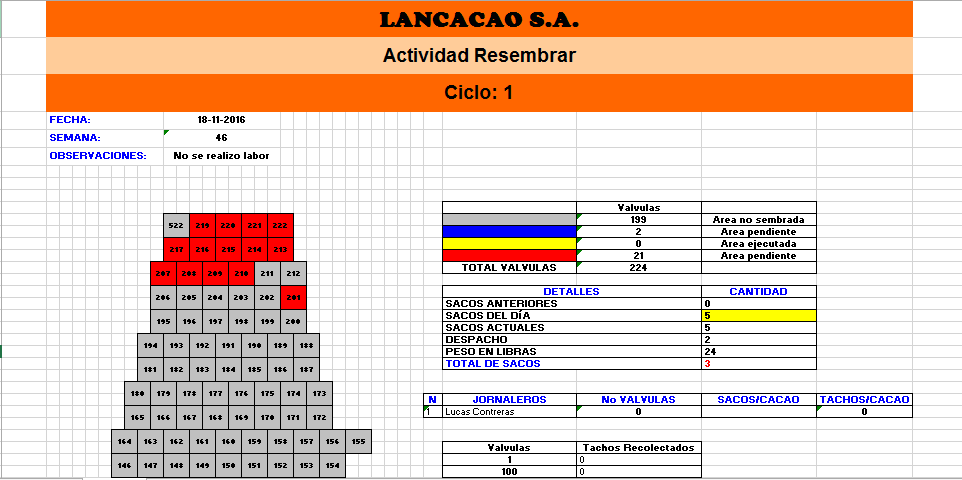 LANCACAO S.A.
Actividad Resembrar
Ciclo: 1
FECHA: 18-11-2016
SEMANA: 46
OBSERVACIONES: No se realizo labor
522 219 220 221 222
217 216 215 214 213
207 208 209 210 211 212
206 205 204 203 202 201
195 196 197 198 199 200
194 193 192 191 190 189 188
181 182 183 184 185 186 187
180 179 178 177 176 175 174 173
165 166 167 168 169 170 171 172
164 163 162 161 160 159 158 157 156 155
146 147 148 149 150 151 152 153 154
Valvulas
199 Area no sembrada
2 Area pendiente
0 Area ejecutada
21 Area pendiente
TOTAL VALVULAS 224
DETALLES CANTIDAD
SACOS ANTERIORES 0
SACOS DEL DÍA 5
SACOS ACTUALES 5
DESPACHO 2
PESO EN LIBRAS 24
TOTAL DE SACOS 3
N JORNALEROS No VALVULAS SACOS/CACAO TACHOS/CACAO
1 Lucas Contreras 0 0
Valvulas Tachos Recolectados
1 0
100 0